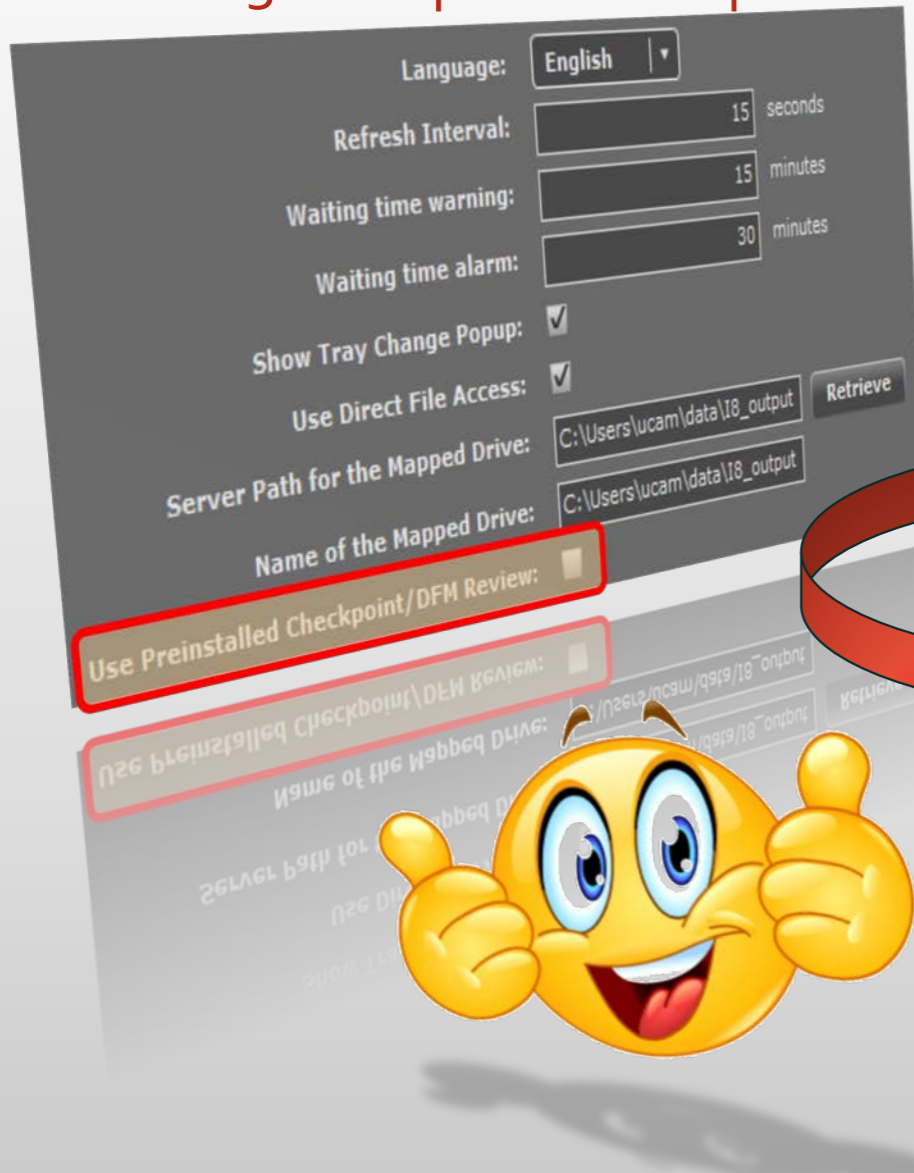 Language: English
Refresh Interval: 15 seconds
Waiting time warning: 15 minutes
Waiting time alarm: 30 minutes
Show Tray Change Popup:
Use Direct File Access:
Server Path for the Mapped Drive: C:\Users\ucam\data\I8_output Retrieve
Name of the Mapped Drive: C:\Users\ucam\data\I8_output
Use Preinstalled Checkpoint/DFM Review: